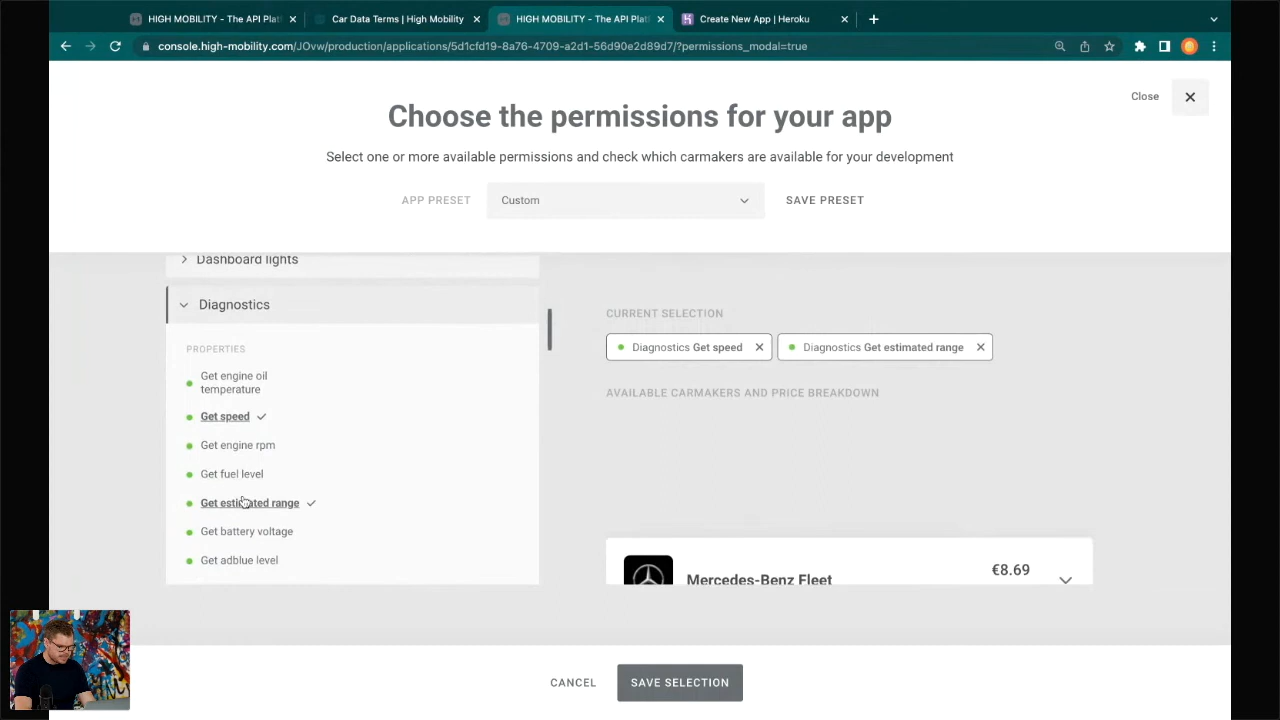 HIGH MOBILITY - The API Plat
Car Data Terms | High Mobility
HIGH MOBILITY - The API Plat
Create New App | Heroku
console.high-mobility.com/JOvw/production/applications/5d1cfd19-8a76-4709-a2d1-56d90e2d89d7/?permissions_modal=true
Close
Choose the permissions for your app
Select one or more available permissions and check which carmakers are available for your development
APP PRESET
Custom
SAVE PRESET
Dashboard lights
Diagnostics
PROPERTIES
Get engine oil
temperature
Get speed
Get engine rpm
Get fuel level
Get estimated range
Get battery voltage
Get adblue level
CURRENT SELECTION
Diagnostics Get speed
Diagnostics Get estimated range
AVAILABLE CARMAKERS AND PRICE BREAKDOWN
Mercedes-Benz Fleet
€8.69
CANCEL
SAVE SELECTION